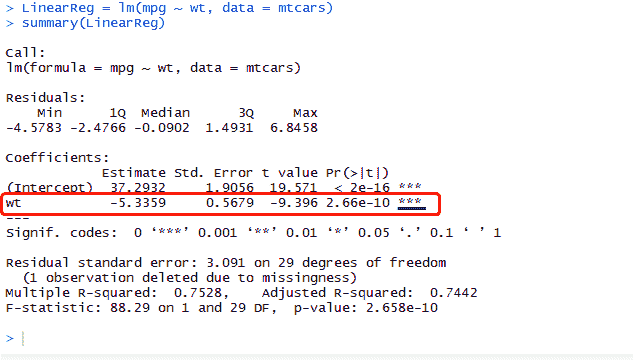 > LinearReg = lm(mpg ~ wt, data = mtcars)
> summary(LinearReg)
Call:
lm(formula = mpg ~ wt, data = mtcars)
Residuals:
    Min      1Q  Median      3Q     Max
-4.5783 -2.4766 -0.0902  1.4931  6.8458
Coefficients:
            Estimate Std. Error t value Pr(>|t|)
(Intercept)  37.2932     1.9056  19.571  < 2e-16 ***
wt           -5.3359     0.5679  -9.396 2.66e-10 ***
---
Signif. codes:  0 ‘***’ 0.001 ‘**’ 0.01 ‘*’ 0.05 ‘.’ 0.1 ‘ ’ 1
Residual standard error: 3.091 on 29 degrees of freedom
  (1 observation deleted due to missingness)
Multiple R-squared:  0.7528,    Adjusted R-squared:  0.7442
F-statistic: 88.29 on 1 and 29 DF,  p-value: 2.658e-10
>